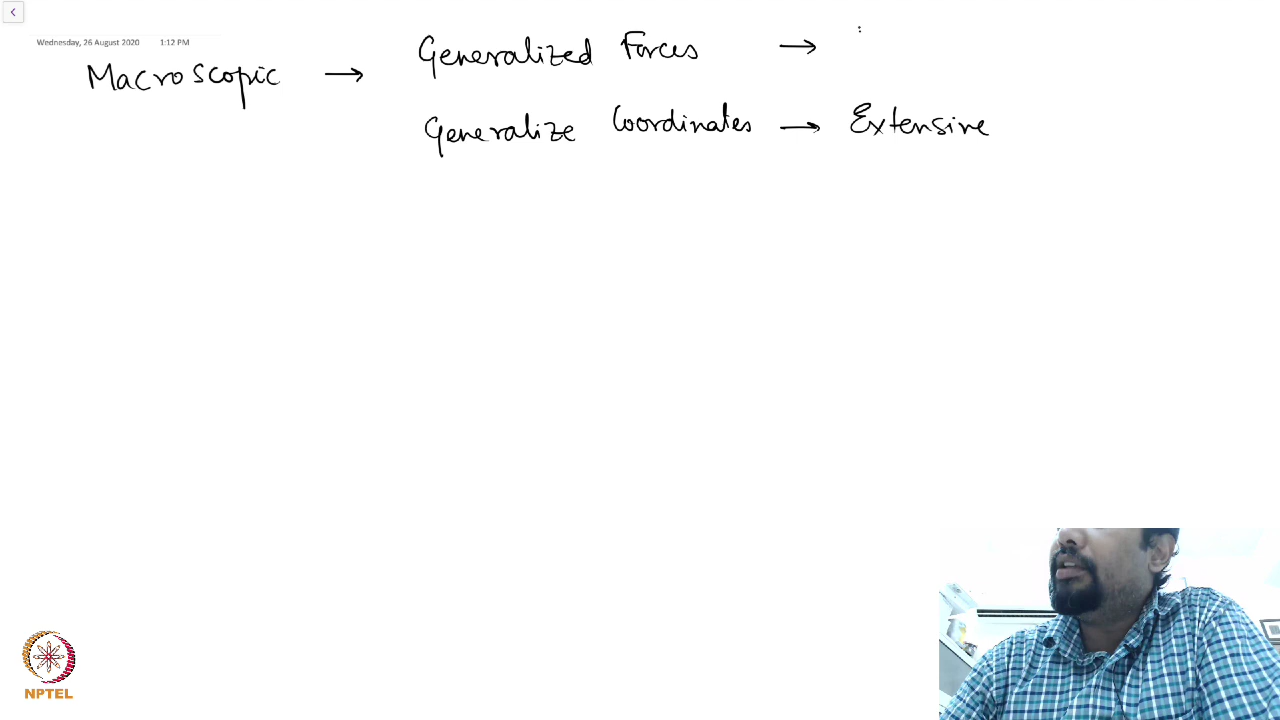 Wednesday, 26 August 2020 1:12 PM
Macroscopic → Generalized Forces →
Generalize Coordinates → Extensive
NPTEL